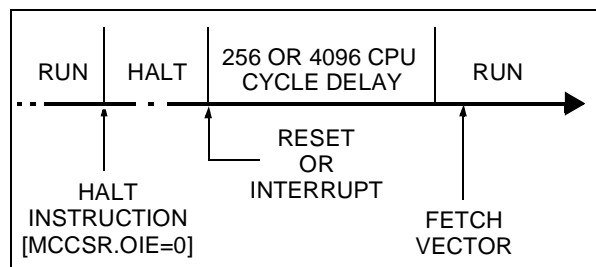 RUN
HALT
256 OR 4096 CPU
CYCLE DELAY
RUN
HALT
INSTRUCTION
[MCCSR.OIE=0]
RESET
OR
INTERRUPT
FETCH
VECTOR